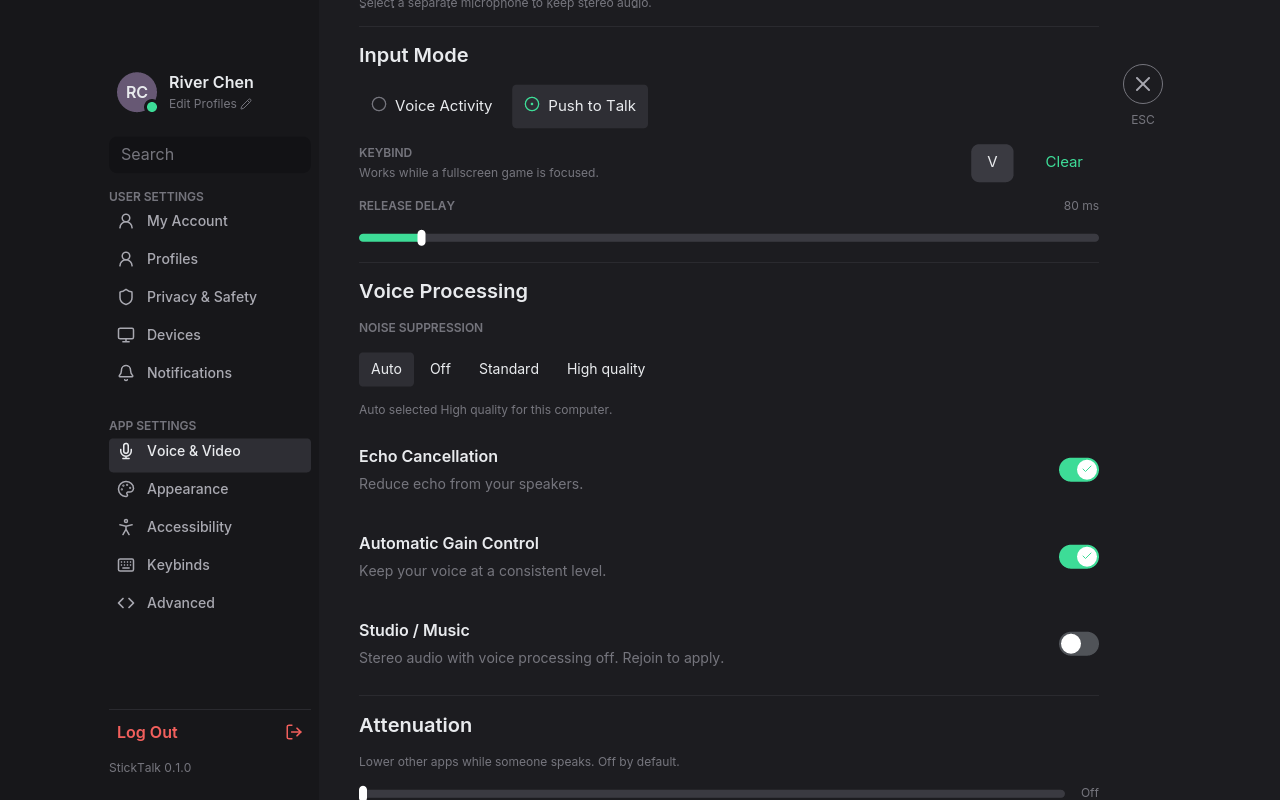 RC
River Chen
Edit Profiles
Search
USER SETTINGS
My Account
Profiles
Privacy & Safety
Devices
Notifications
APP SETTINGS
Voice & Video
Appearance
Accessibility
Keybinds
Advanced
Log Out
StickTalk 0.1.0
Select a separate microphone to keep stereo audio.
Input Mode
Voice Activity
Push to Talk
KEYBIND
Works while a fullscreen game is focused.
V
Clear
RELEASE DELAY
80 ms
Voice Processing
NOISE SUPPRESSION
Auto
Off
Standard
High quality
Auto selected High quality for this computer.
Echo Cancellation
Reduce echo from your speakers.
Automatic Gain Control
Keep your voice at a consistent level.
Studio / Music
Stereo audio with voice processing off. Rejoin to apply.
Attenuation
Lower other apps while someone speaks. Off by default.
Off
ESC